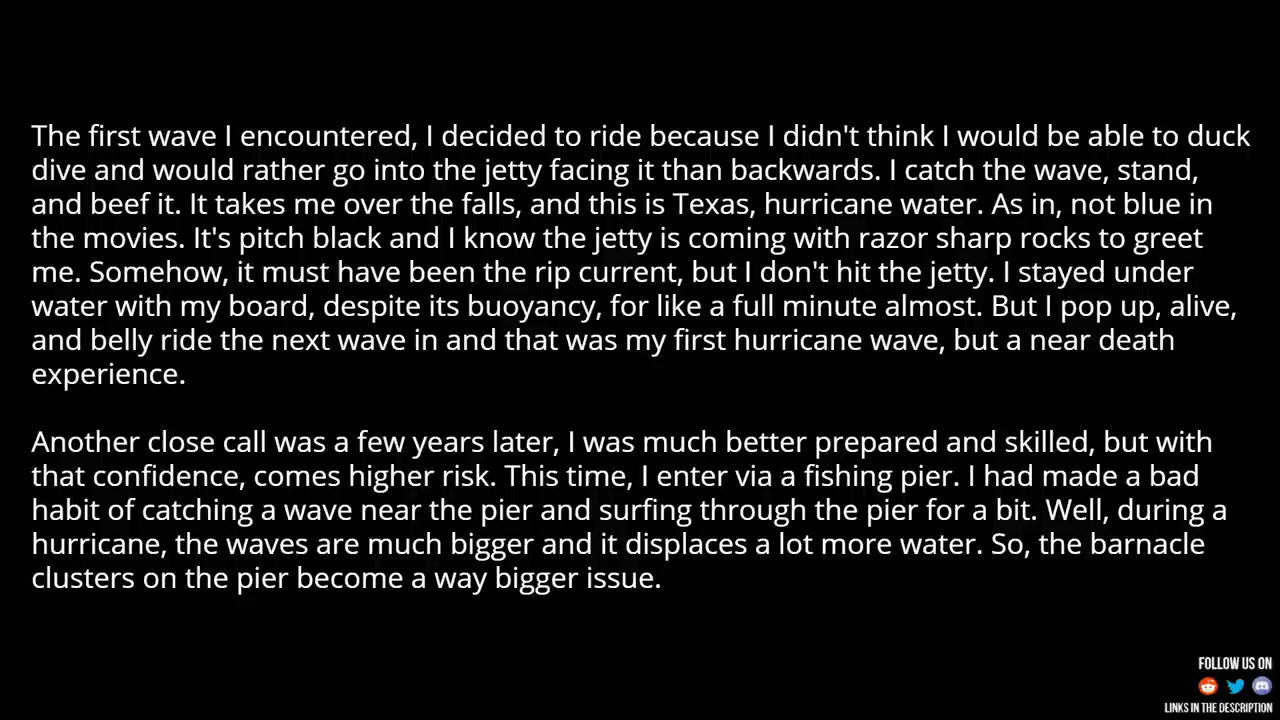 The first wave I encountered, I decided to ride because I didn't think I would be able to duck
dive and would rather go into the jetty facing it than backwards. I catch the wave, stand,
and beef it. It takes me over the falls, and this is Texas, hurricane water. As in, not blue in
the movies. It's pitch black and I know the jetty is coming with razor sharp rocks to greet
me. Somehow, it must have been the rip current, but I don't hit the jetty. I stayed under
water with my board, despite its buoyancy, for like a full minute almost. But I pop up, alive,
and belly ride the next wave in and that was my first hurricane wave, but a near death
experience.
Another close call was a few years later, I was much better prepared and skilled, but with
that confidence, comes higher risk. This time, I enter via a fishing pier. I had made a bad
habit of catching a wave near the pier and surfing through the pier for a bit. Well, during a
hurricane, the waves are much bigger and it displaces a lot more water. So, the barnacle
clusters on the pier become a way bigger issue.
FOLLOW US ON
LINKS IN THE DESCRIPTION